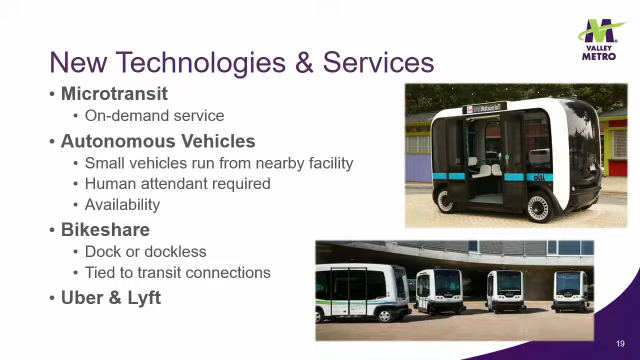 VALLEY
METRO
New Technologies & Services
• Microtransit
• On-demand service
• Autonomous Vehicles
• Small vehicles run from nearby facility
• Human attendant required
• Availability
• Bikeshare
• Dock or dockless
• Tied to transit connections
• Uber & Lyft
olli
19